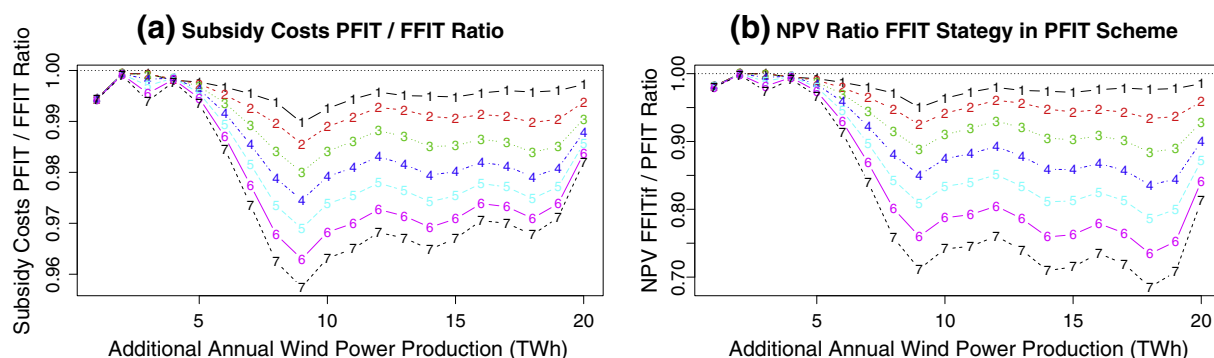 (a) Subsidy Costs PFIT / FFIT Ratio
Subsidy Costs PFIT / FFIT Ratio
1.00
0.99
0.98
0.97
0.96
5
10
15
20
Additional Annual Wind Power Production (TWh)
(b) NPV Ratio FFIT Stategy in PFIT Scheme
NPV FFITif / PFIT Ratio
1.00
0.90
0.80
0.70
5
10
15
20
Additional Annual Wind Power Production (TWh)